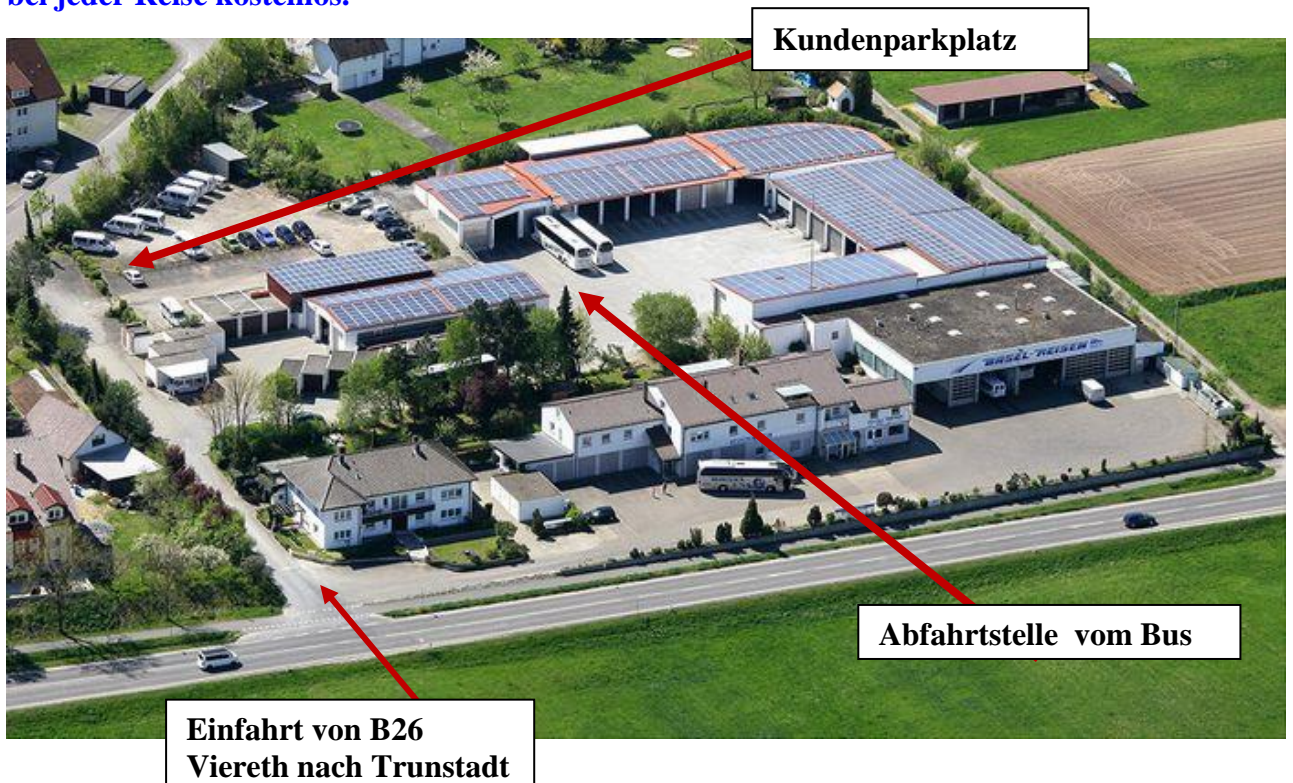 bei jeder Reise kostenlos.
Kundenparkplatz
BASEL-REISEN
Abfahrtstelle vom Bus
Einfahrt von B26
Viereth nach Trunstadt